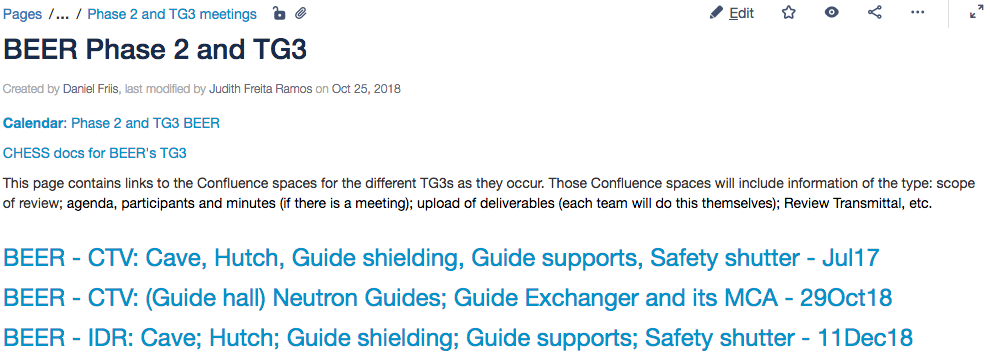 Pages /... / Phase 2 and TG3 meetings
Edit
BEER Phase 2 and TG3
Created by Daniel Friis, last modified by Judith Freita Ramos on Oct 25, 2018
Calendar: Phase 2 and TG3 BEER
CHESS docs for BEER's TG3
This page contains links to the Confluence spaces for the different TG3s as they occur. Those Confluence spaces will include information of the type: scope
of review; agenda, participants and minutes (if there is a meeting); upload of deliverables (each team will do this themselves); Review Transmittal, etc.
BEER - CTV: Cave, Hutch, Guide shielding, Guide supports, Safety shutter - Jul17
BEER - CTV: (Guide hall) Neutron Guides; Guide Exchanger and its MCA - 29Oct18
BEER - IDR: Cave; Hutch; Guide shielding; Guide supports; Safety shutter - 11Dec18